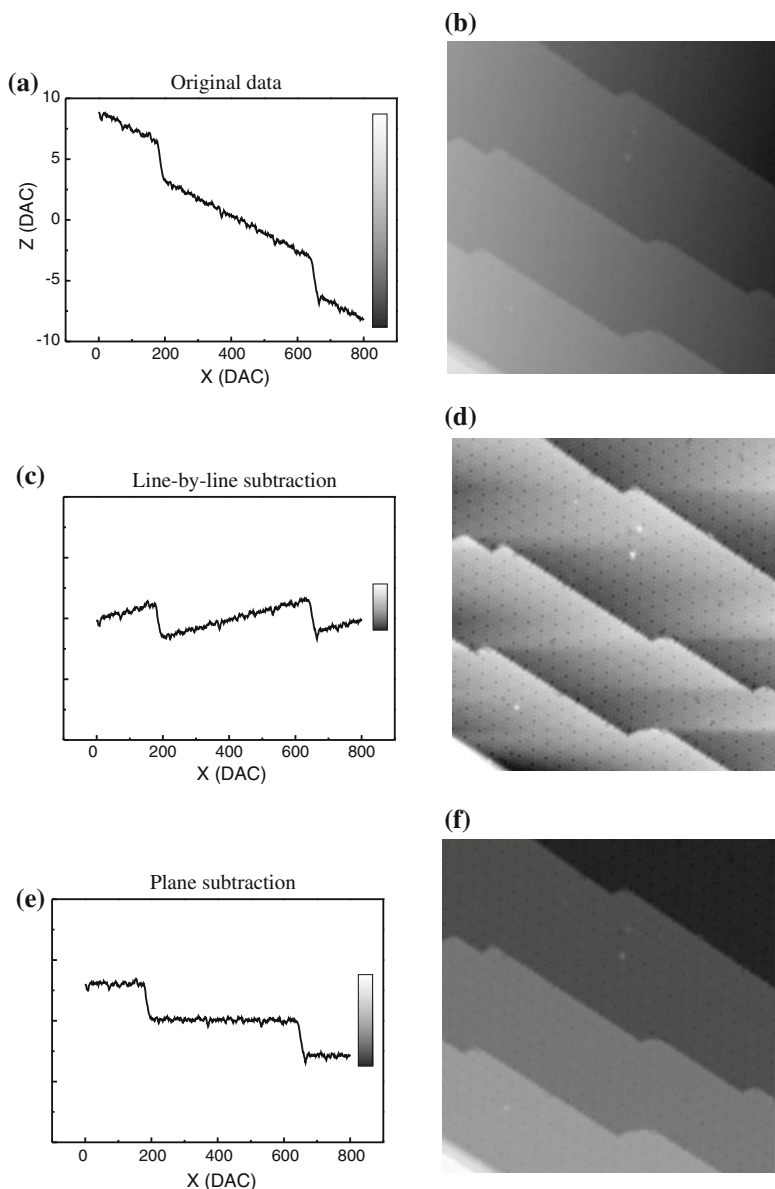 (b)
(a) Original data
10
5
0
-5
-10
Z (DAC)
0 200 400 600 800
X (DAC)
(d)
(c) Line-by-line subtraction
0 200 400 600 800
X (DAC)
(f)
(e) Plane subtraction
0 200 400 600 800
X (DAC)